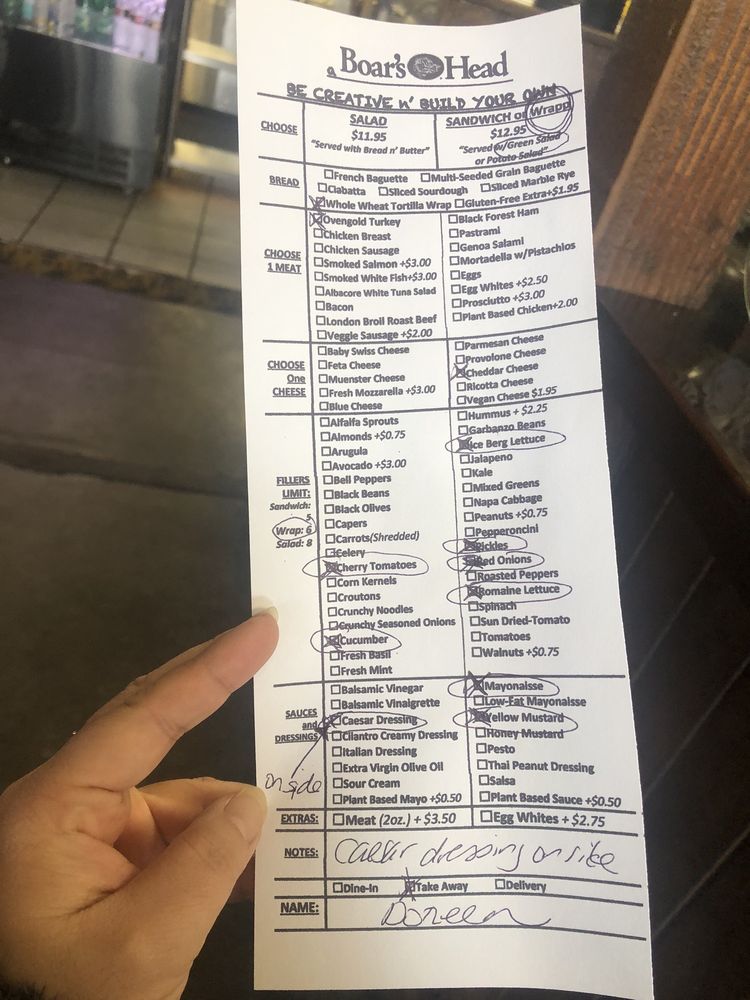 Boar's Head
BE CREATIVE n' BUILD YOUR OWN
CHOOSE
SALAD
$11.95
"Served with Bread n' Butter"
SANDWICH or Wrapp
$12.95
"Served w/Green Salad
or Potato Salad"
BREAD
French Baguette Multi-Seeded Grain Baguette
Ciabatta Sliced Sourdough Sliced Marble Rye
Whole Wheat Tortilla Wrap Gluten-Free Extra+$1.95
CHOOSE
1 MEAT
Ovengold Turkey
Chicken Breast
Chicken Sausage
Smoked Salmon +$3.00
Smoked White Fish+$3.00
Albacore White Tuna Salad
Bacon
London Broil Roast Beef
Veggie Sausage +$2.00
Black Forest Ham
Pastrami
Genoa Salami
Mortadella w/Pistachios
Eggs
Egg Whites +$2.50
Prosciutto +$3.00
Plant Based Chicken+2.00
CHOOSE
One
CHEESE
Baby Swiss Cheese
Feta Cheese
Muenster Cheese
Fresh Mozzarella +$3.00
Blue Cheese
Parmesan Cheese
Provolone Cheese
Cheddar Cheese
Ricotta Cheese
Vegan Cheese $1.95
FILLERS
LIMIT:
Sandwich:
5
Wrap: 6
Salad: 8
Alfalfa Sprouts
Almonds +$0.75
Arugula
Avocado +$3.00
Bell Peppers
Black Beans
Black Olives
Capers
Carrots(Shredded)
Celery
Cherry Tomatoes
Corn Kernels
Croutons
Crunchy Noodles
Crunchy Seasoned Onions
Cucumber
Fresh Basil
Fresh Mint
Hummus + $2.25
Garbanzo Beans
Ice Berg Lettuce
Jalapeno
Kale
Mixed Greens
Napa Cabbage
Peanuts +$0.75
Pepperoncini
Pickles
Red Onions
Roasted Peppers
Romaine Lettuce
Spinach
Sun Dried-Tomato
Tomatoes
Walnuts +$0.75
SAUCES
and
DRESSINGS
on side
Balsamic Vinegar
Balsamic Vinaigrette
Caesar Dressing
Cilantro Creamy Dressing
Italian Dressing
Extra Virgin Olive Oil
Sour Cream
Plant Based Mayo +$0.50
Mayonaisse
Low-Fat Mayonaisse
Yellow Mustard
Honey Mustard
Pesto
Thai Peanut Dressing
Salsa
Plant Based Sauce +$0.50
EXTRAS: Meat (2oz.) + $3.50 Egg Whites + $2.75
NOTES: Caesar dressing on side
Dine-In Take Away Delivery
NAME: Doreen